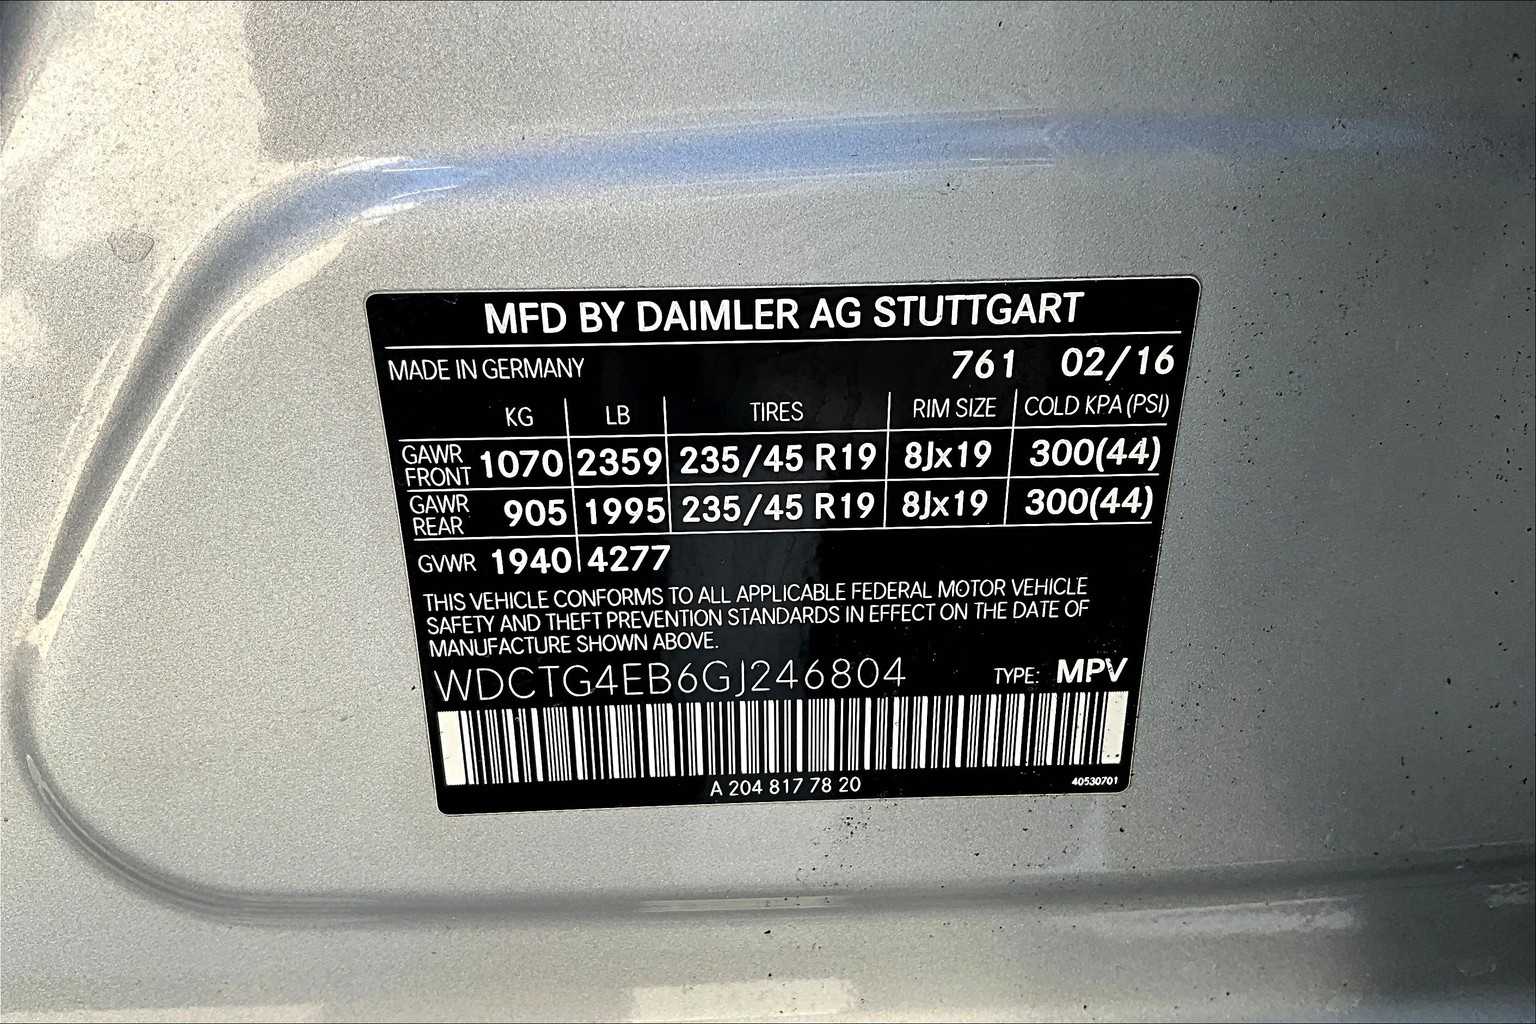 MFD BY DAIMLER AG STUTTGART
MADE IN GERMANY 761 02/16
KG LB TIRES RIM SIZE COLD KPA (PSI)
GAWR FRONT 1070 2359 235/45 R19 8Jx19 300(44)
GAWR REAR 905 1995 235/45 R19 8Jx19 300(44)
GVWR 1940 4277
THIS VEHICLE CONFORMS TO ALL APPLICABLE FEDERAL MOTOR VEHICLE
SAFETY AND THEFT PREVENTION STANDARDS IN EFFECT ON THE DATE OF
MANUFACTURE SHOWN ABOVE.
WDCTG4EB6GJ246804 TYPE: MPV
A 204 817 78 20 40530701